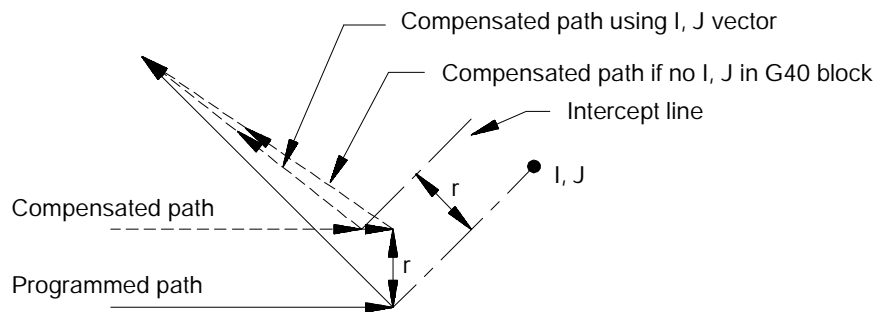 Compensated path using I, J vector
Compensated path if no I, J in G40 block
Intercept line
r
I, J
Compensated path
r
Programmed path